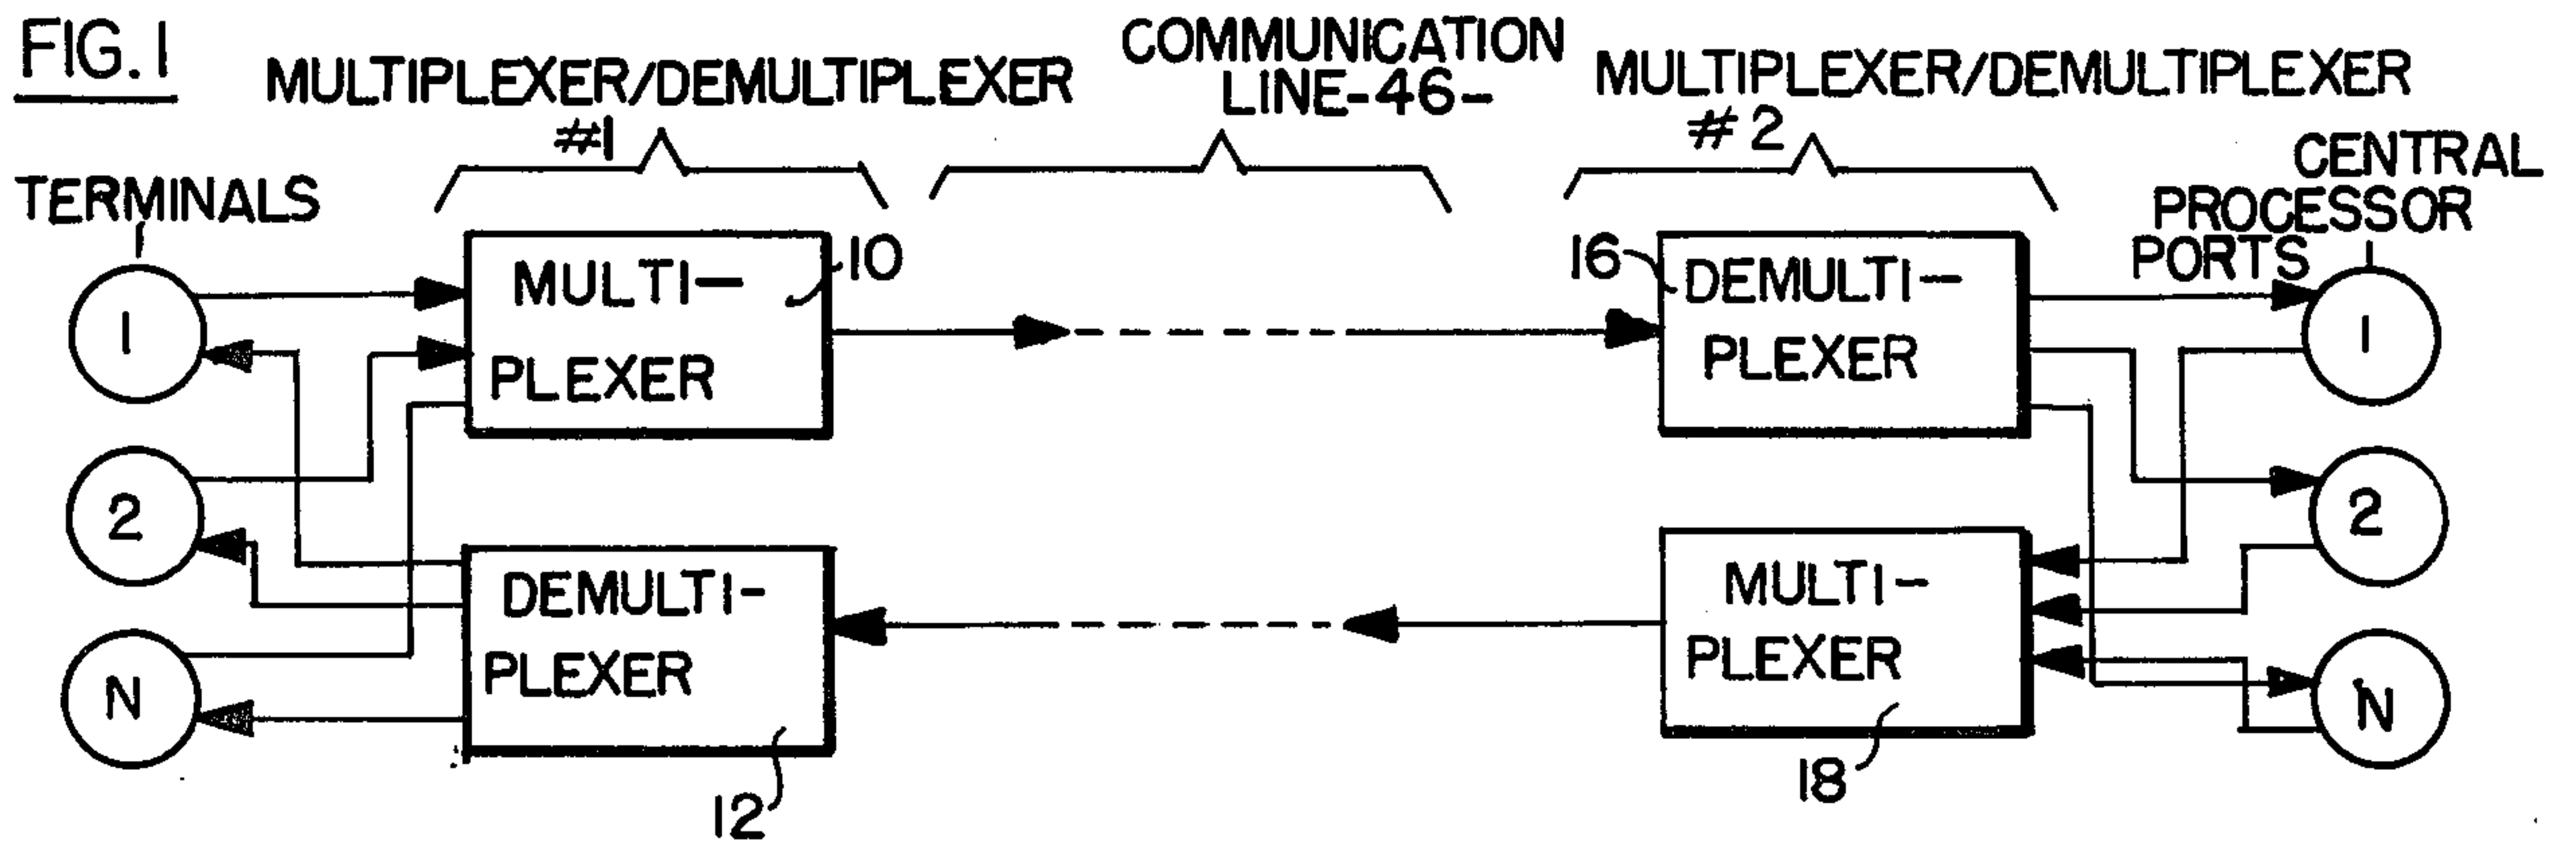 FIG. 1
MULTIPLEXER/DEMULTIPLEXER
#1
COMMUNICATION
LINE-46-
MULTIPLEXER/DEMULTIPLEXER
#2
CENTRAL
PROCESSOR
PORTS
TERMINALS
1
2
N
MULTI-
PLEXER
10
DEMULTI-
PLEXER
12
16
DEMULTI-
PLEXER
MULTI-
PLEXER
18
1
2
N